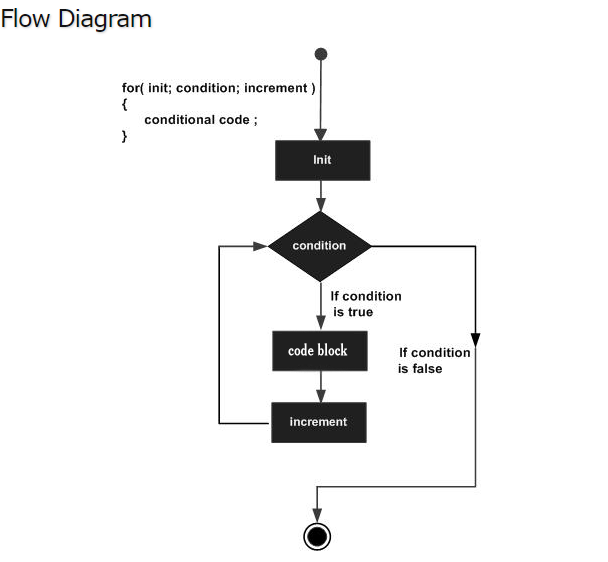 Flow Diagram
for( init; condition; increment )
{
conditional code ;
}
Init
condition
If condition
is true
code block
If condition
is false
increment